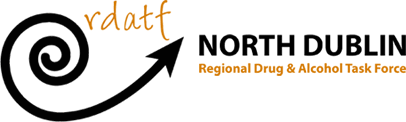 rdatf
NORTH DUBLIN
Regional Drug & Alcohol Task Force